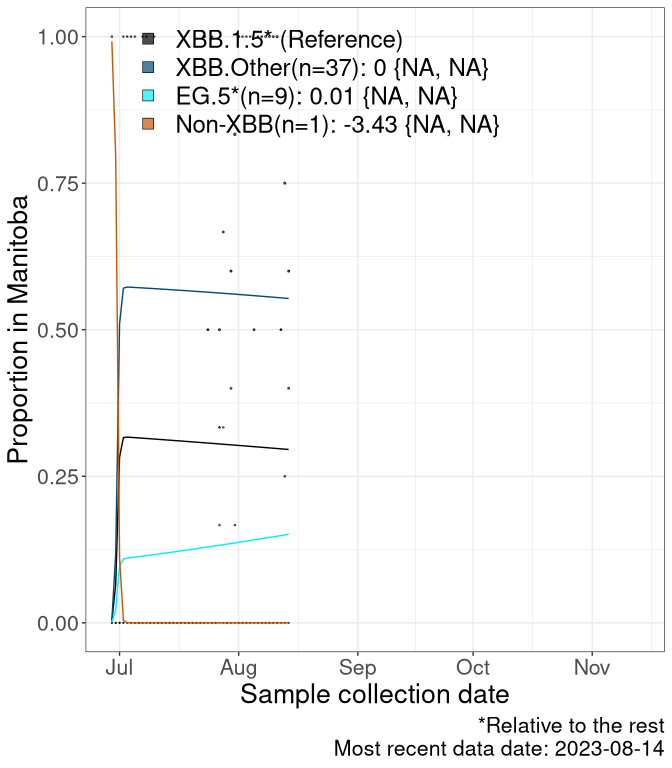 XBB.1.5* (Reference)
XBB.Other(n=37): 0 {NA, NA}
EG.5*(n=9): 0.01 {NA, NA}
Non-XBB(n=1): -3.43 {NA, NA}
1.00
0.75
0.50
0.25
0.00
Proportion in Manitoba
Jul Aug Sep Oct Nov
Sample collection date
*Relative to the rest
Most recent data date: 2023-08-14